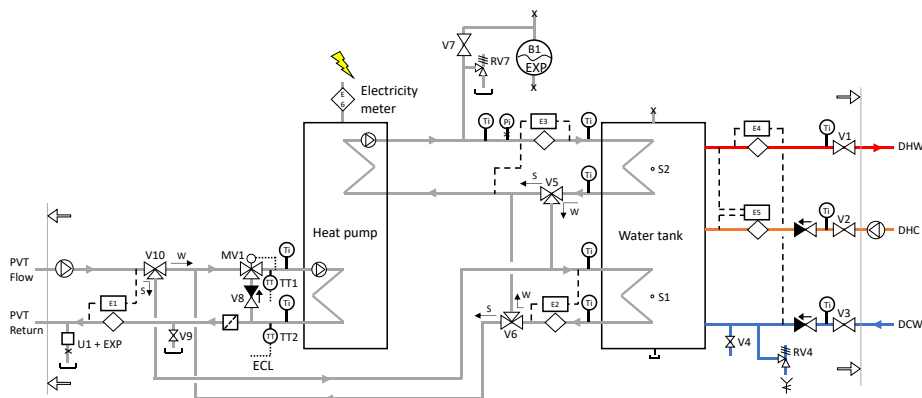 B1
EXP
V7
RV7
E
6
Electricity
meter
Ti
Pi
E3
Ti
E4
Ti
V1
DHW
S2
S
V5
Ti
W
E5
Ti
V2
DHC
Heat pump
Water tank
PVT
Flow
V10
W
S
MV1
Ti
TT
TT1
Ti
S1
E1
V8
Ti
W
S
E2
Ti
V6
PVT
Return
V9
TT
TT2
Ti
V3
DCW
U1 + EXP
ECL
V4
RV4